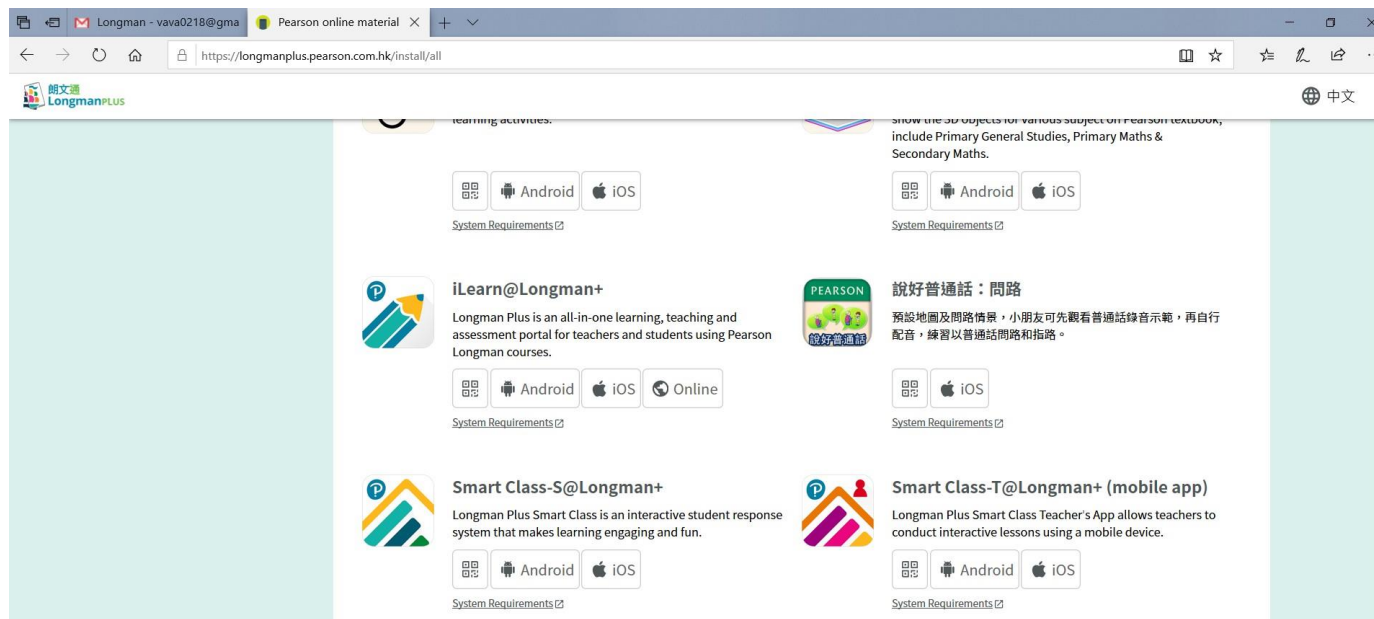 Longman - vava0218@gma
Pearson online material
https://longmanplus.pearson.com.hk/install/all
朗文通
LongmanPLUS
中文
learning activities.
show the 3D objects for various subject on Pearson textbook,
include Primary General Studies, Primary Maths &
Secondary Maths.
Android
iOS
System Requirements
Android
iOS
System Requirements
iLearn@Longman+
Longman Plus is an all-in-one learning, teaching and
assessment portal for teachers and students using Pearson
Longman courses.
Android
iOS
Online
System Requirements
PEARSON
說好普通話
說好普通話：問路
預設地圖及問路情景，小朋友可先觀看普通話錄音示範，再自行
配音，練習以普通話問路和指路。
iOS
System Requirements
Smart Class-S@Longman+
Longman Plus Smart Class is an interactive student response
system that makes learning engaging and fun.
Android
iOS
System Requirements
Smart Class-T@Longman+ (mobile app)
Longman Plus Smart Class Teacher's App allows teachers to
conduct interactive lessons using a mobile device.
Android
iOS
System Requirements